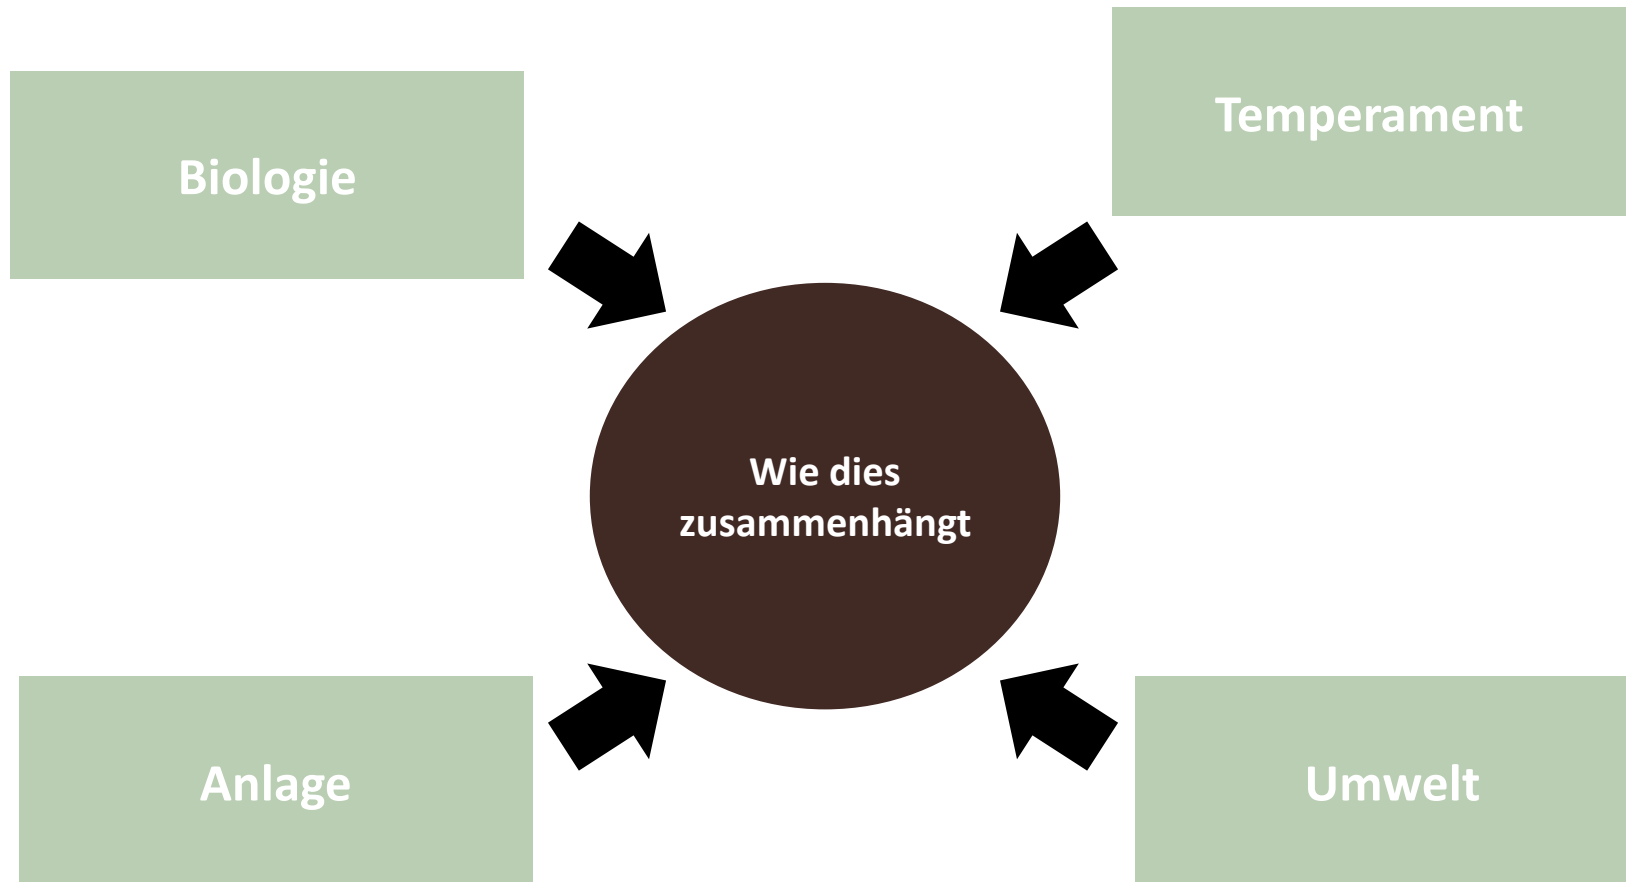 Biologie
Temperament
Wie dies
zusammenhängt
Anlage
Umwelt